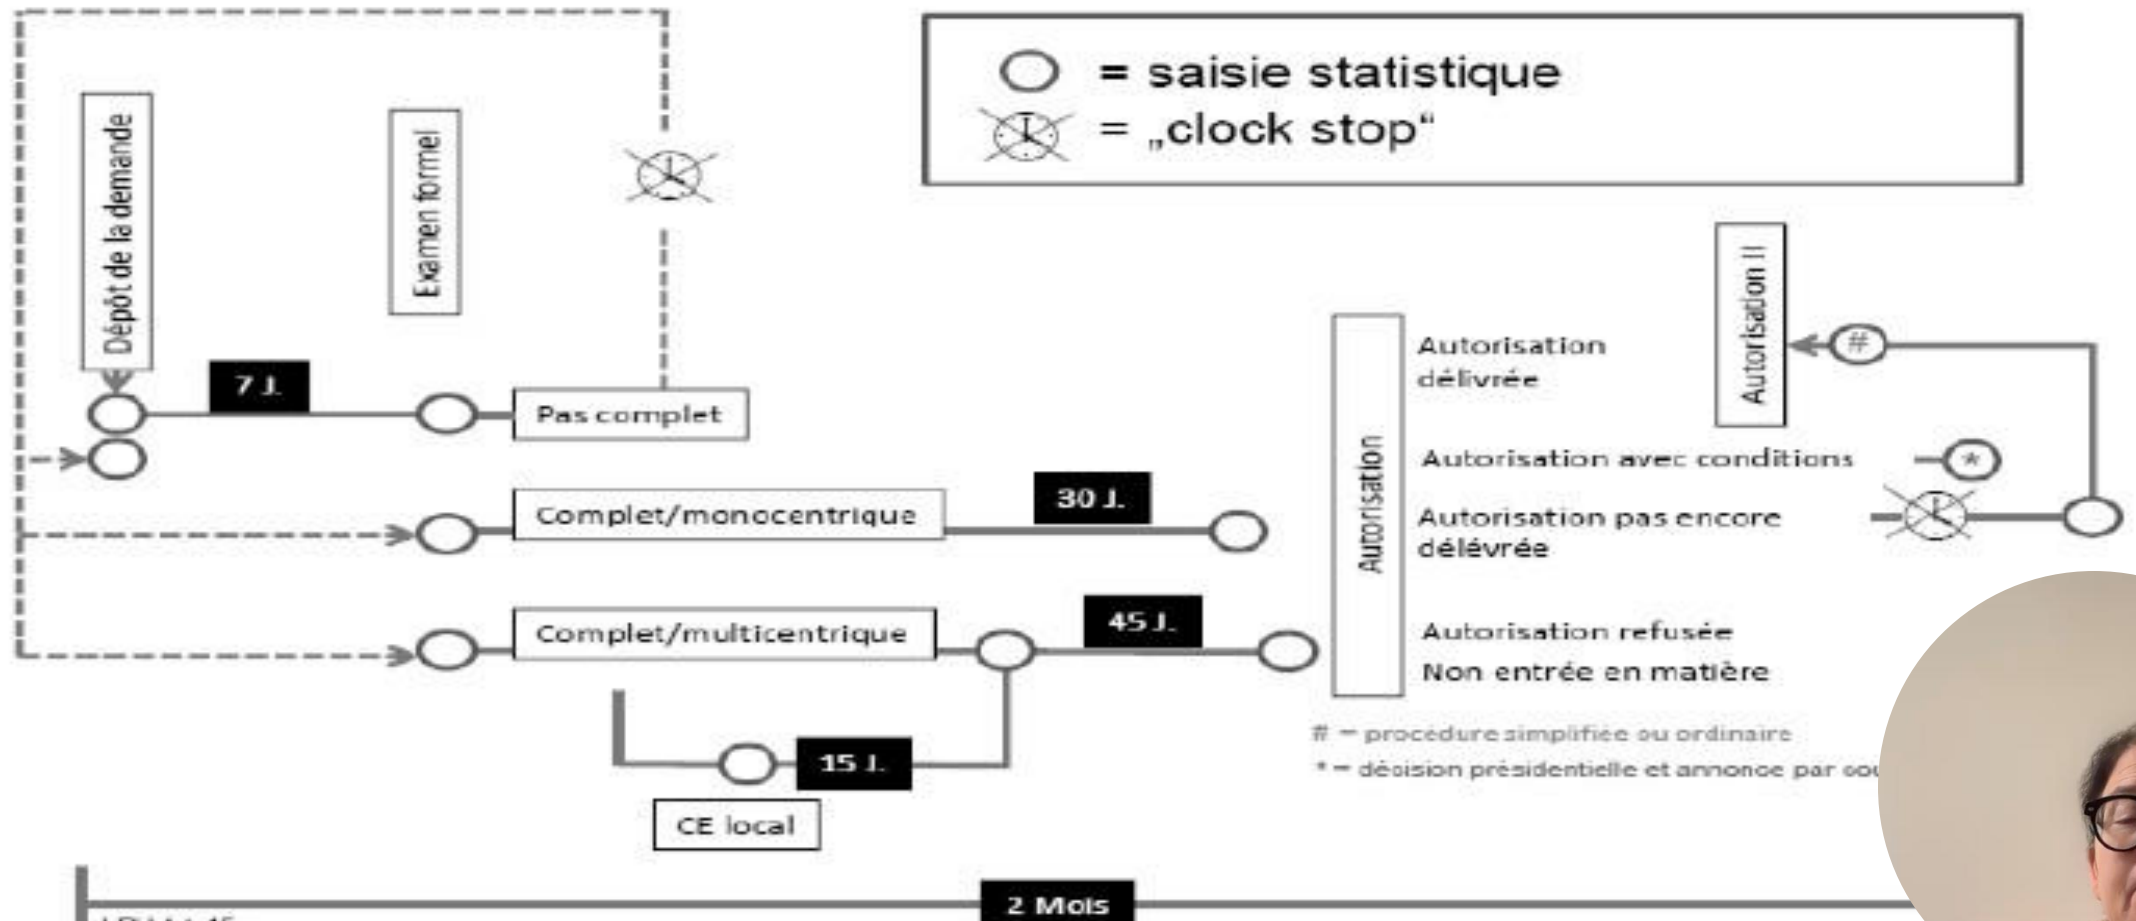 = saisie statistique
= „clock stop“
Dépôt de la demande
Examen formel
7 J.
Pas complet
Complet/monocentrique
30 J.
Complet/multicentrique
45 J.
15 J.
CE local
Autorisation
Autorisation
délivrée
Autorisation avec conditions
Autorisation pas encore
délévrée
Autorisation refusée
Non entrée en matière
Autorisation II
#
*
# = procédure simplifiée ou ordinaire
* = décision présidentielle et annonce par
2 Mois